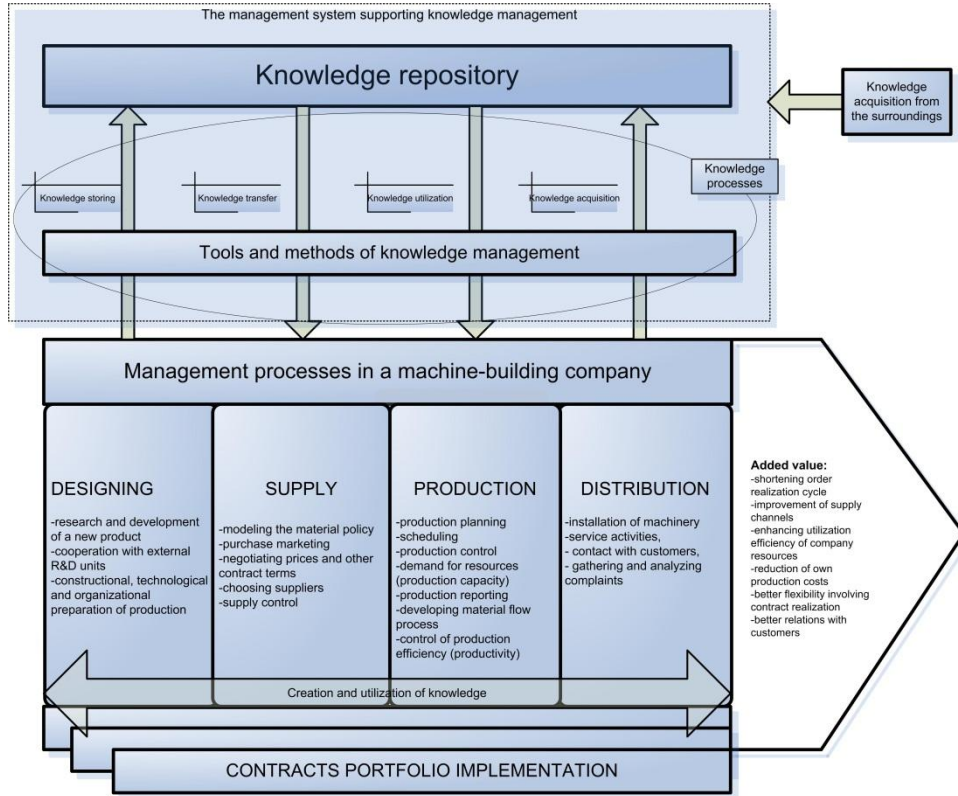 The management system supporting knowledge management
Knowledge repository
Knowledge
acquisition from
the surroundings
Knowledge
processes
Knowledge storing
Knowledge transfer
Knowledge utilization
Knowledge acquisition
Tools and methods of knowledge management
Management processes in a machine-building company
DESIGNING
-research and development
of a new product
-cooperation with external
R&D units
-constructional, technological
and organizational
preparation of production
SUPPLY
-modeling the material policy
-purchase marketing
-negotiating prices and other
contract terms
-choosing suppliers
-supply control
PRODUCTION
-production planning
-scheduling
-production control
-demand for resources
(production capacity)
-production reporting
-developing material flow
process
-control of production
efficiency (productivity)
DISTRIBUTION
-installation of machinery
-service activities,
- contact with customers,
- gathering and analyzing
complaints
Added value:
-shortening order
realization cycle
-improvement of supply
channels
-enhancing utilization
efficiency of company
resources
-reduction of own
production costs
-better flexibility involving
contract realization
-better relations with
customers
Creation and utilization of knowledge
CONTRACTS PORTFOLIO IMPLEMENTATION